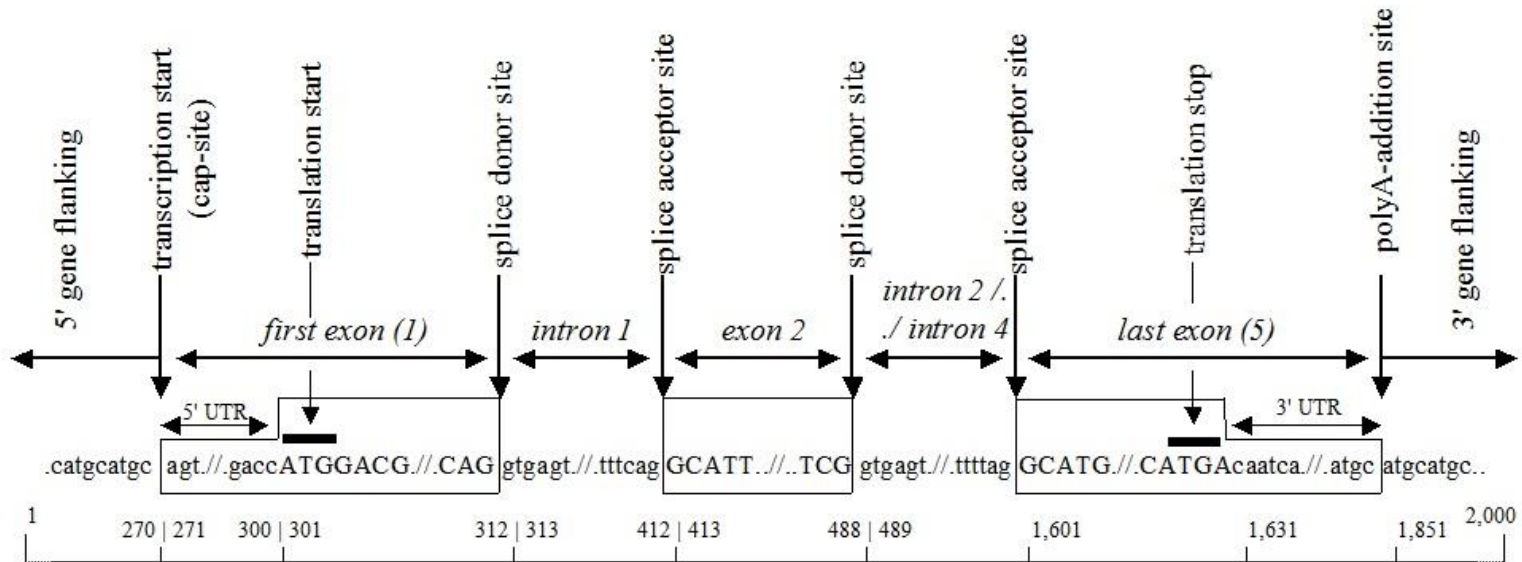 5' gene flanking
transcription start
(cap-site)
translation start
splice donor site
splice acceptor site
splice donor site
splice acceptor site
translation stop
polyA-addition site
3' gene flanking
first exon (1)
intron 1
exon 2
intron 2 /.
./ intron 4
last exon (5)
5' UTR
3' UTR
.catgcatgc agt.//.gaccATGGACG.//.CAG gtgagt.//.tttcag GCATT..//..TCG gtgagt.//.ttttag GCATG.//.CATGAcaatca.//.atgc atgcatgc..
1 270 | 271 300 | 301 312 | 313 412 | 413 488 | 489 1,601 1,631 1,851 2,000